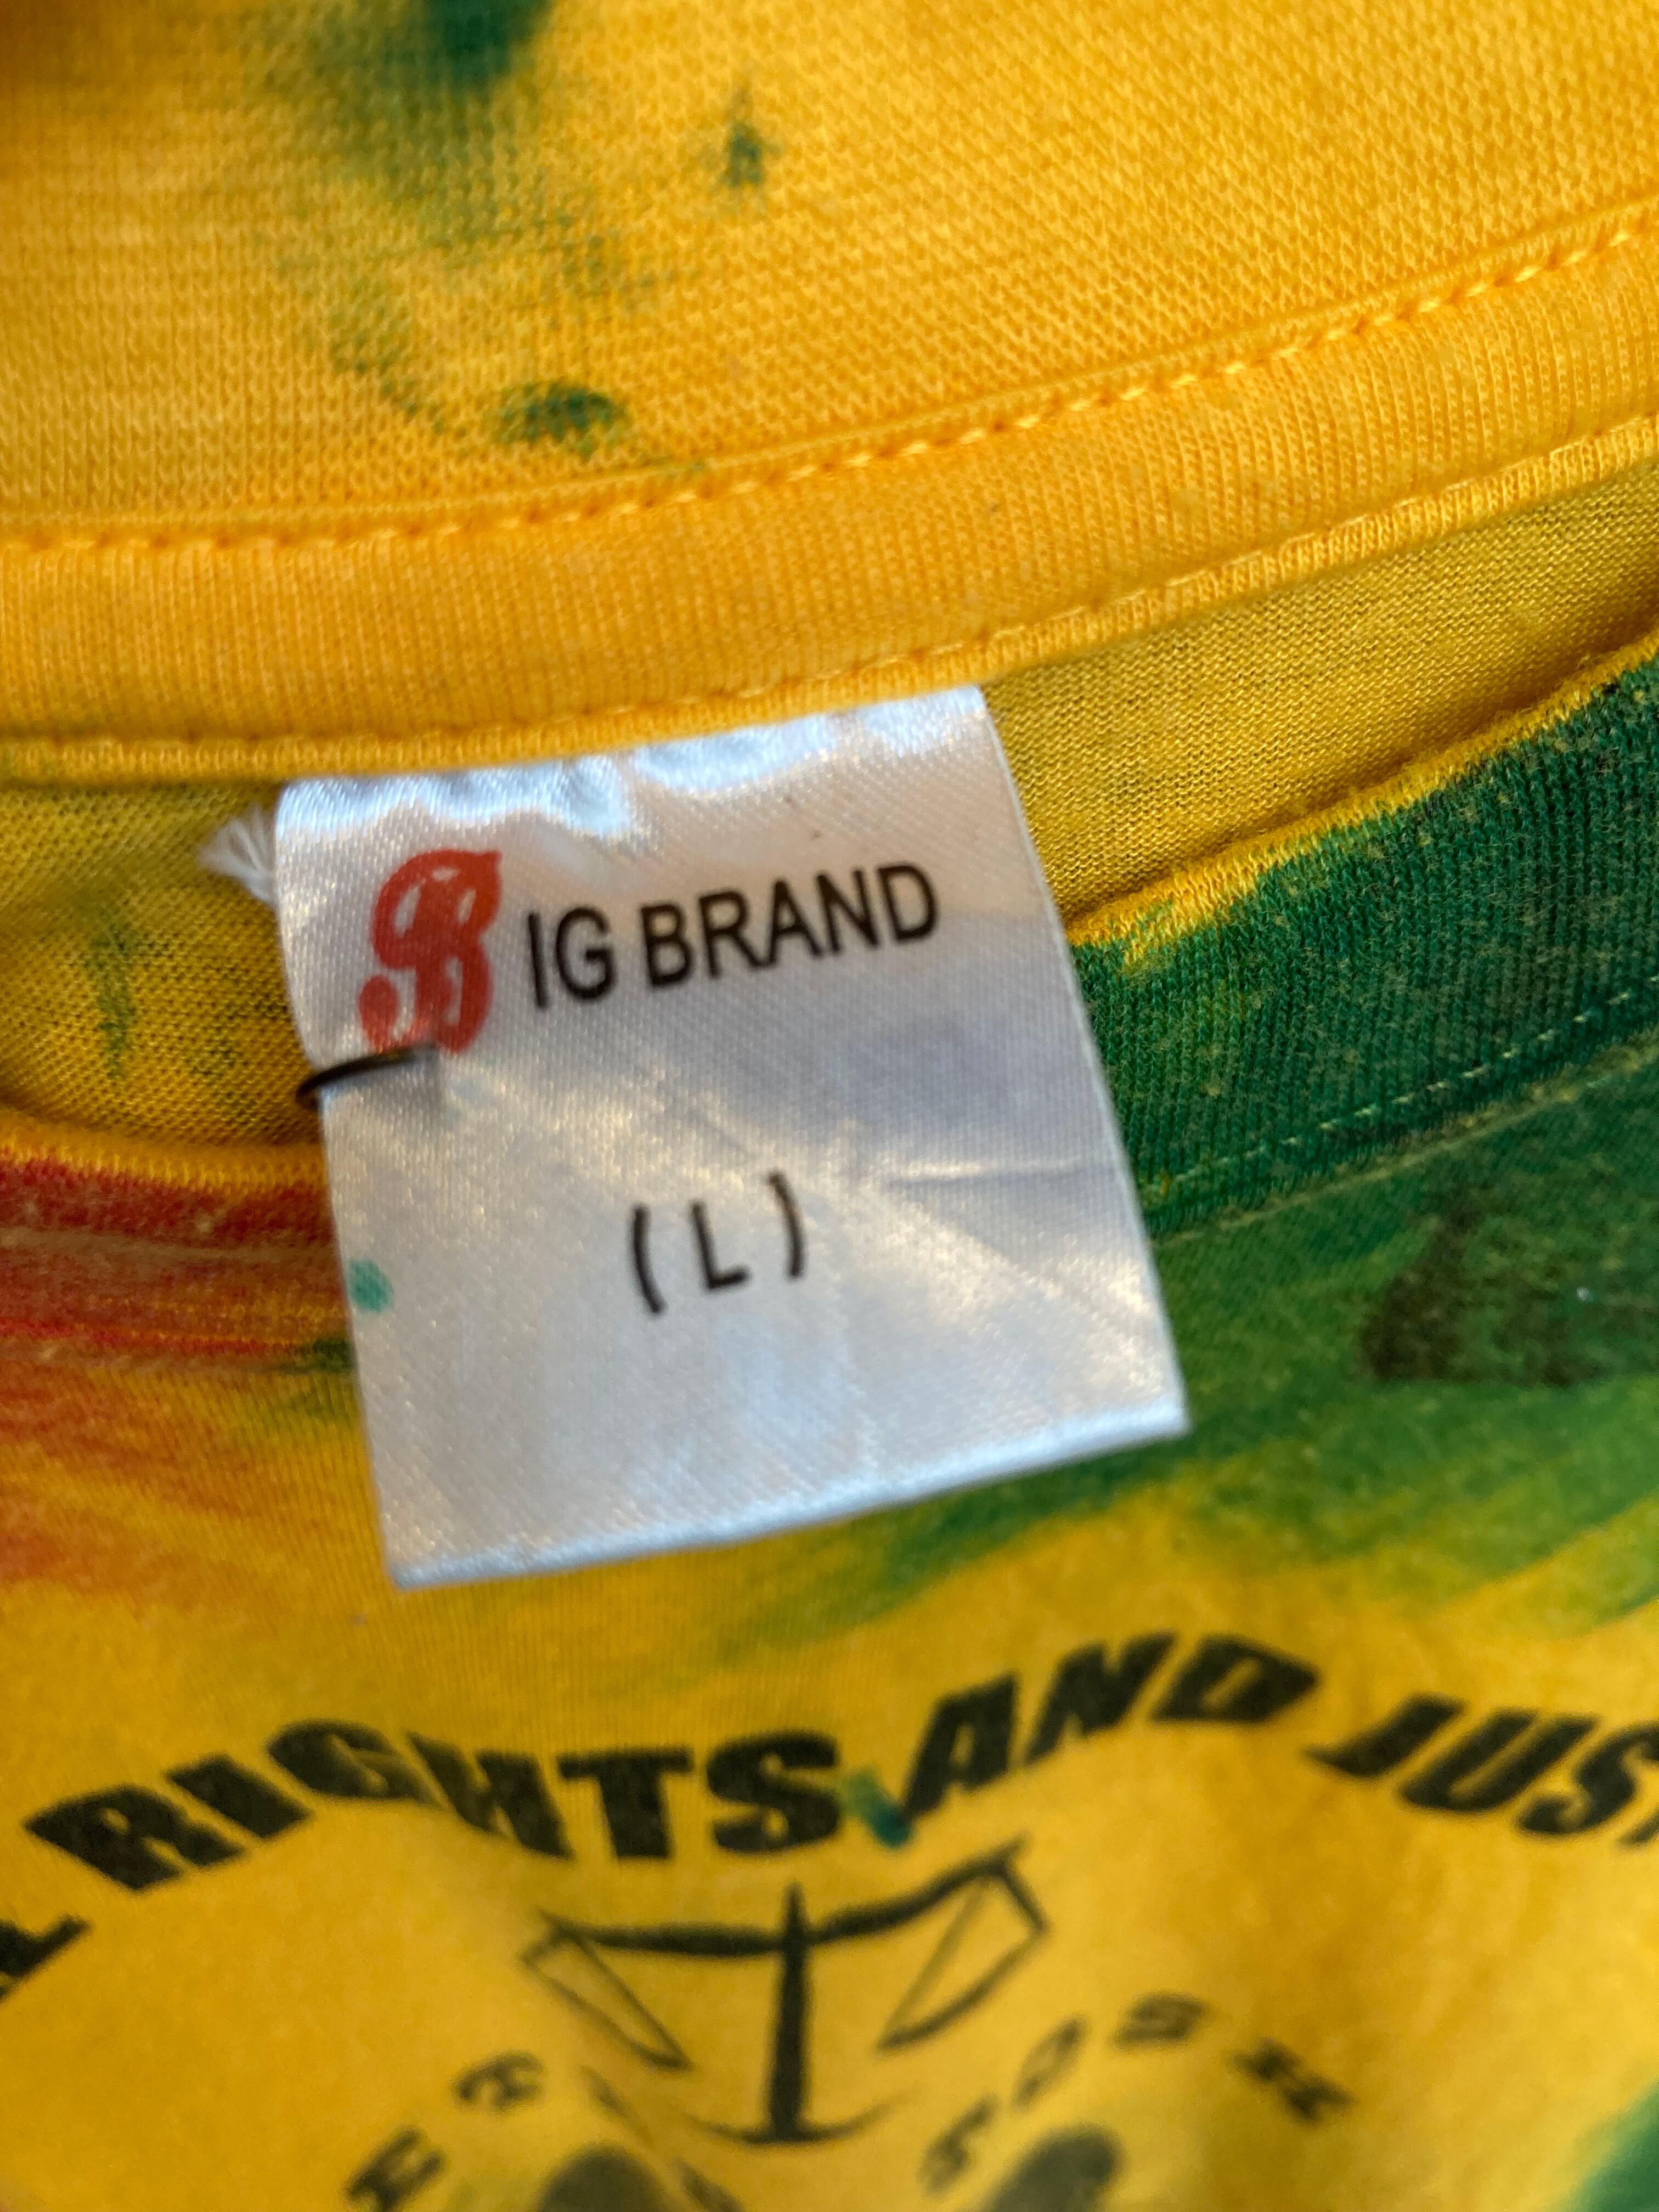 BIG BRAND
(L)
RIGHTS AND JUS